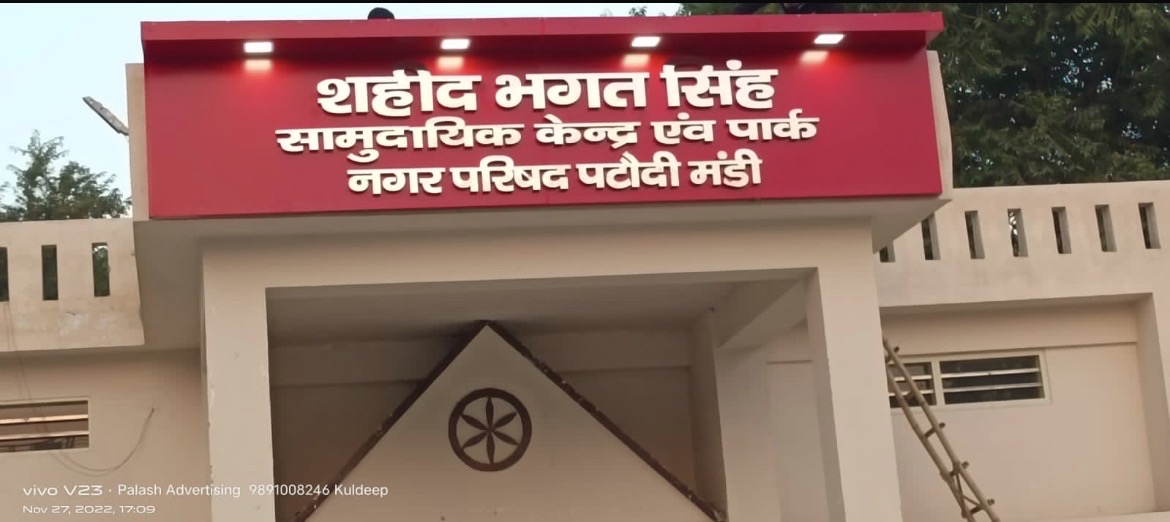 शहीद भगत सिंह
सामुदायिक केन्द्र एंव पार्क
नगर परिषद पटौदी मंडी
vivo V23 · Palash Advertising 9891008246 Kuldeep
Nov 27, 2022, 17:09